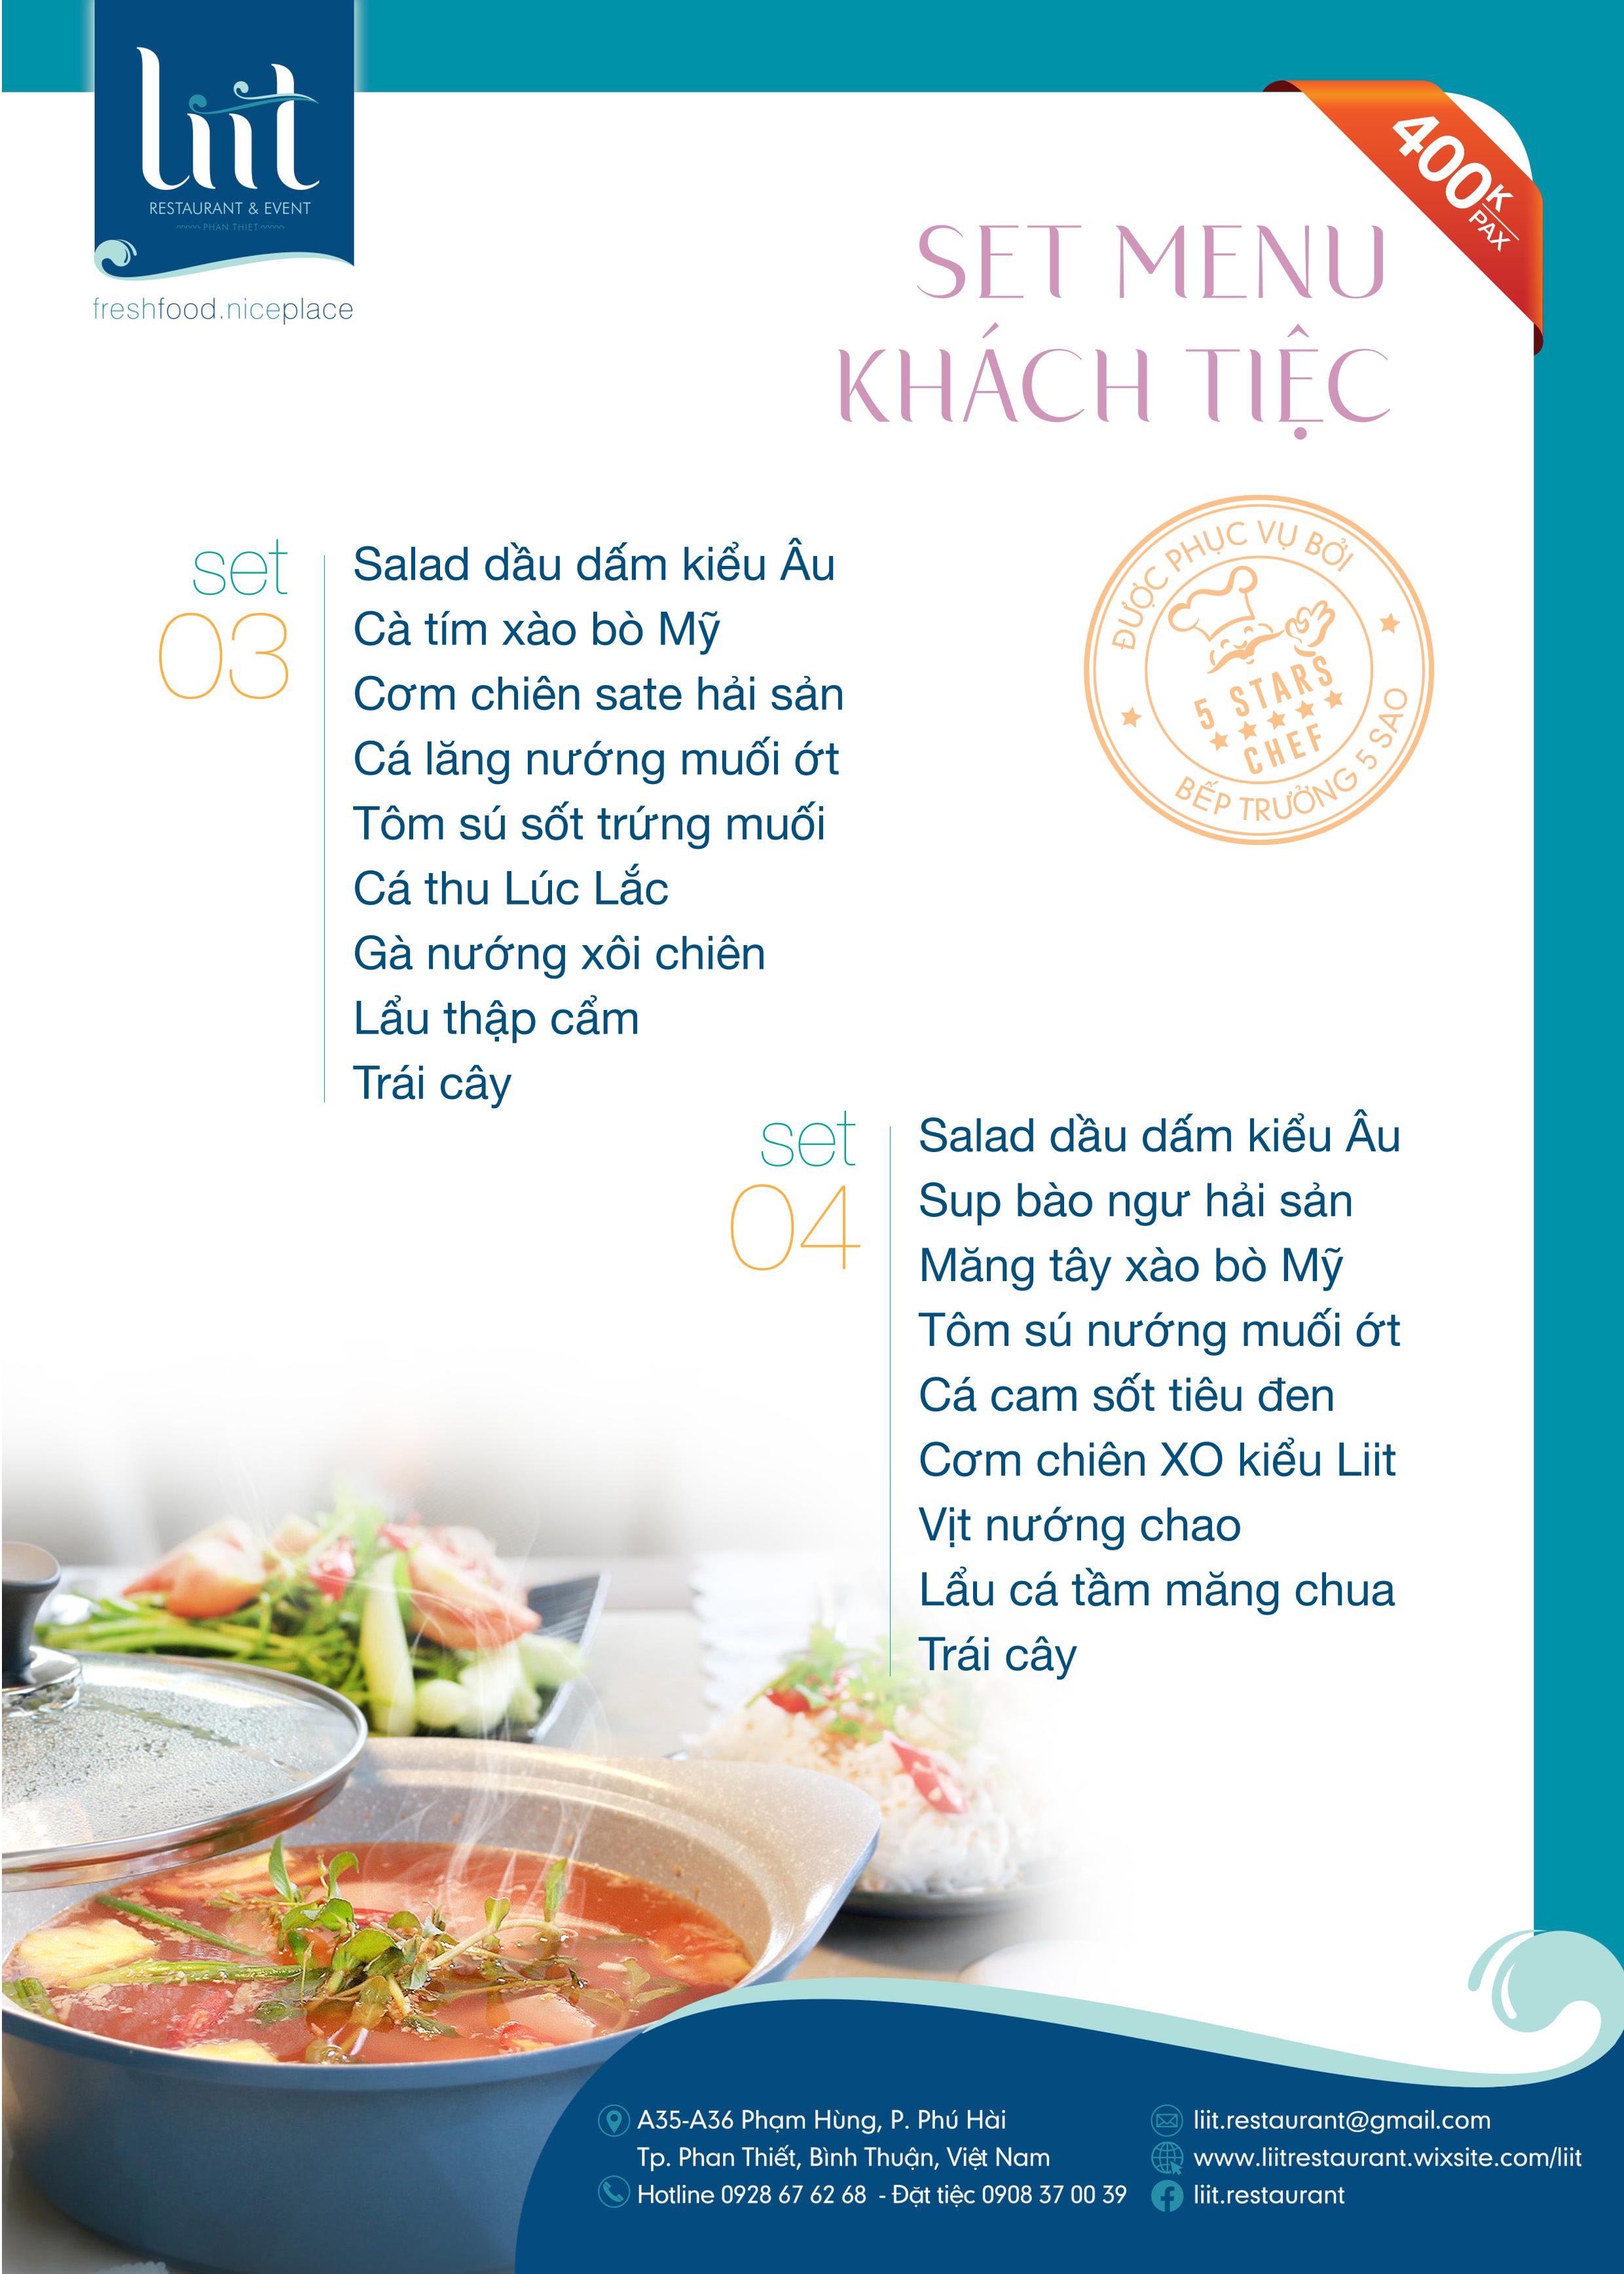 liit
RESTAURANT & EVENT
PHAN THIET
freshfood.niceplace
400K
PAX
SET MENU
KHÁCH TIỆC
ĐƯỢC PHỤC VỤ BỞI
5 STARS
CHEF
BẾP TRƯỞNG 5 SAO
set
03
Salad dầu dấm kiểu Âu
Cà tím xào bò Mỹ
Cơm chiên sate hải sản
Cá lăng nướng muối ớt
Tôm sú sốt trứng muối
Cá thu Lúc Lắc
Gà nướng xôi chiên
Lẩu thập cẩm
Trái cây
set
04
Salad dầu dấm kiểu Âu
Sup bào ngư hải sản
Măng tây xào bò Mỹ
Tôm sú nướng muối ớt
Cá cam sốt tiêu đen
Cơm chiên XO kiểu Liit
Vịt nướng chao
Lẩu cá tầm măng chua
Trái cây
A35-A36 Phạm Hùng, P. Phú Hài
Tp. Phan Thiết, Bình Thuận, Việt Nam
Hotline 0928 67 62 68 - Đặt tiệc 0908 37 00 39
liit.restaurant@gmail.com
www.liitrestaurant.wixsite.com/liit
liit.restaurant